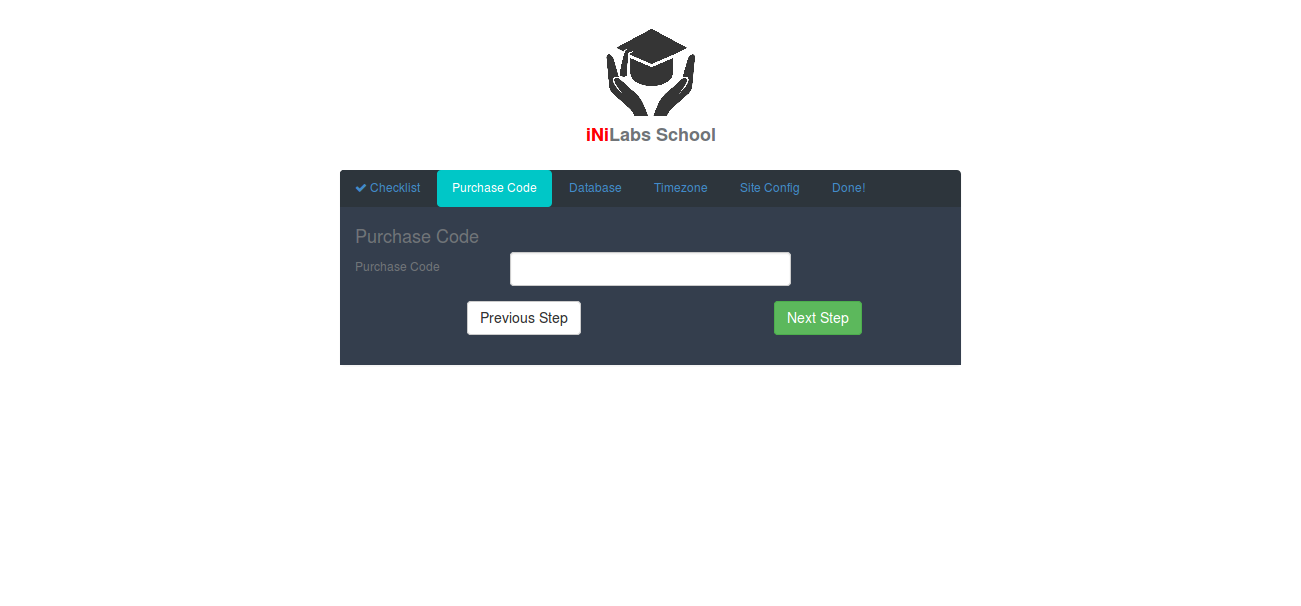 iNiLabs School
Checklist Purchase Code Database Timezone Site Config Done!
Purchase Code
Purchase Code
Previous Step Next Step